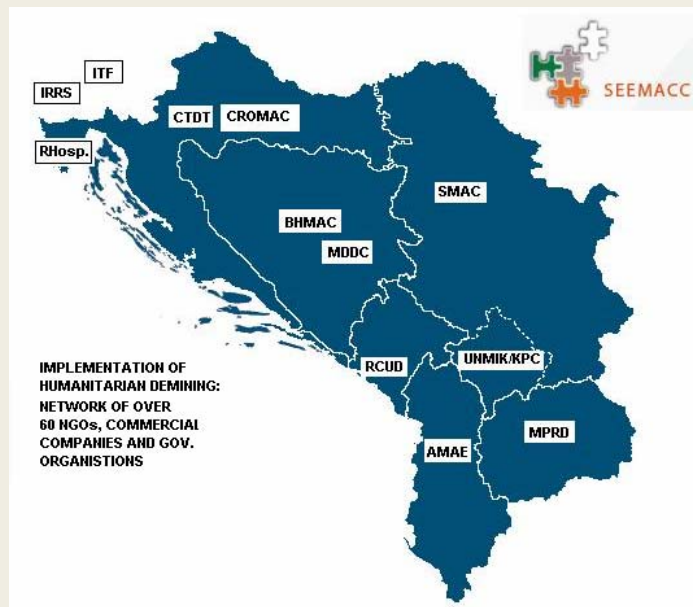 SEEMACC
ITF
IRRS
CTDT
CROMAC
RHosp.
SMAC
BHMAC
MDDC
RCUD
UNMIK/KPC
AMAE
MPRD
IMPLEMENTATION OF
HUMANITARIAN DEMINING:
NETWORK OF OVER
60 NGOs, COMMERCIAL
COMPANIES AND GOV.
ORGANISTIONS